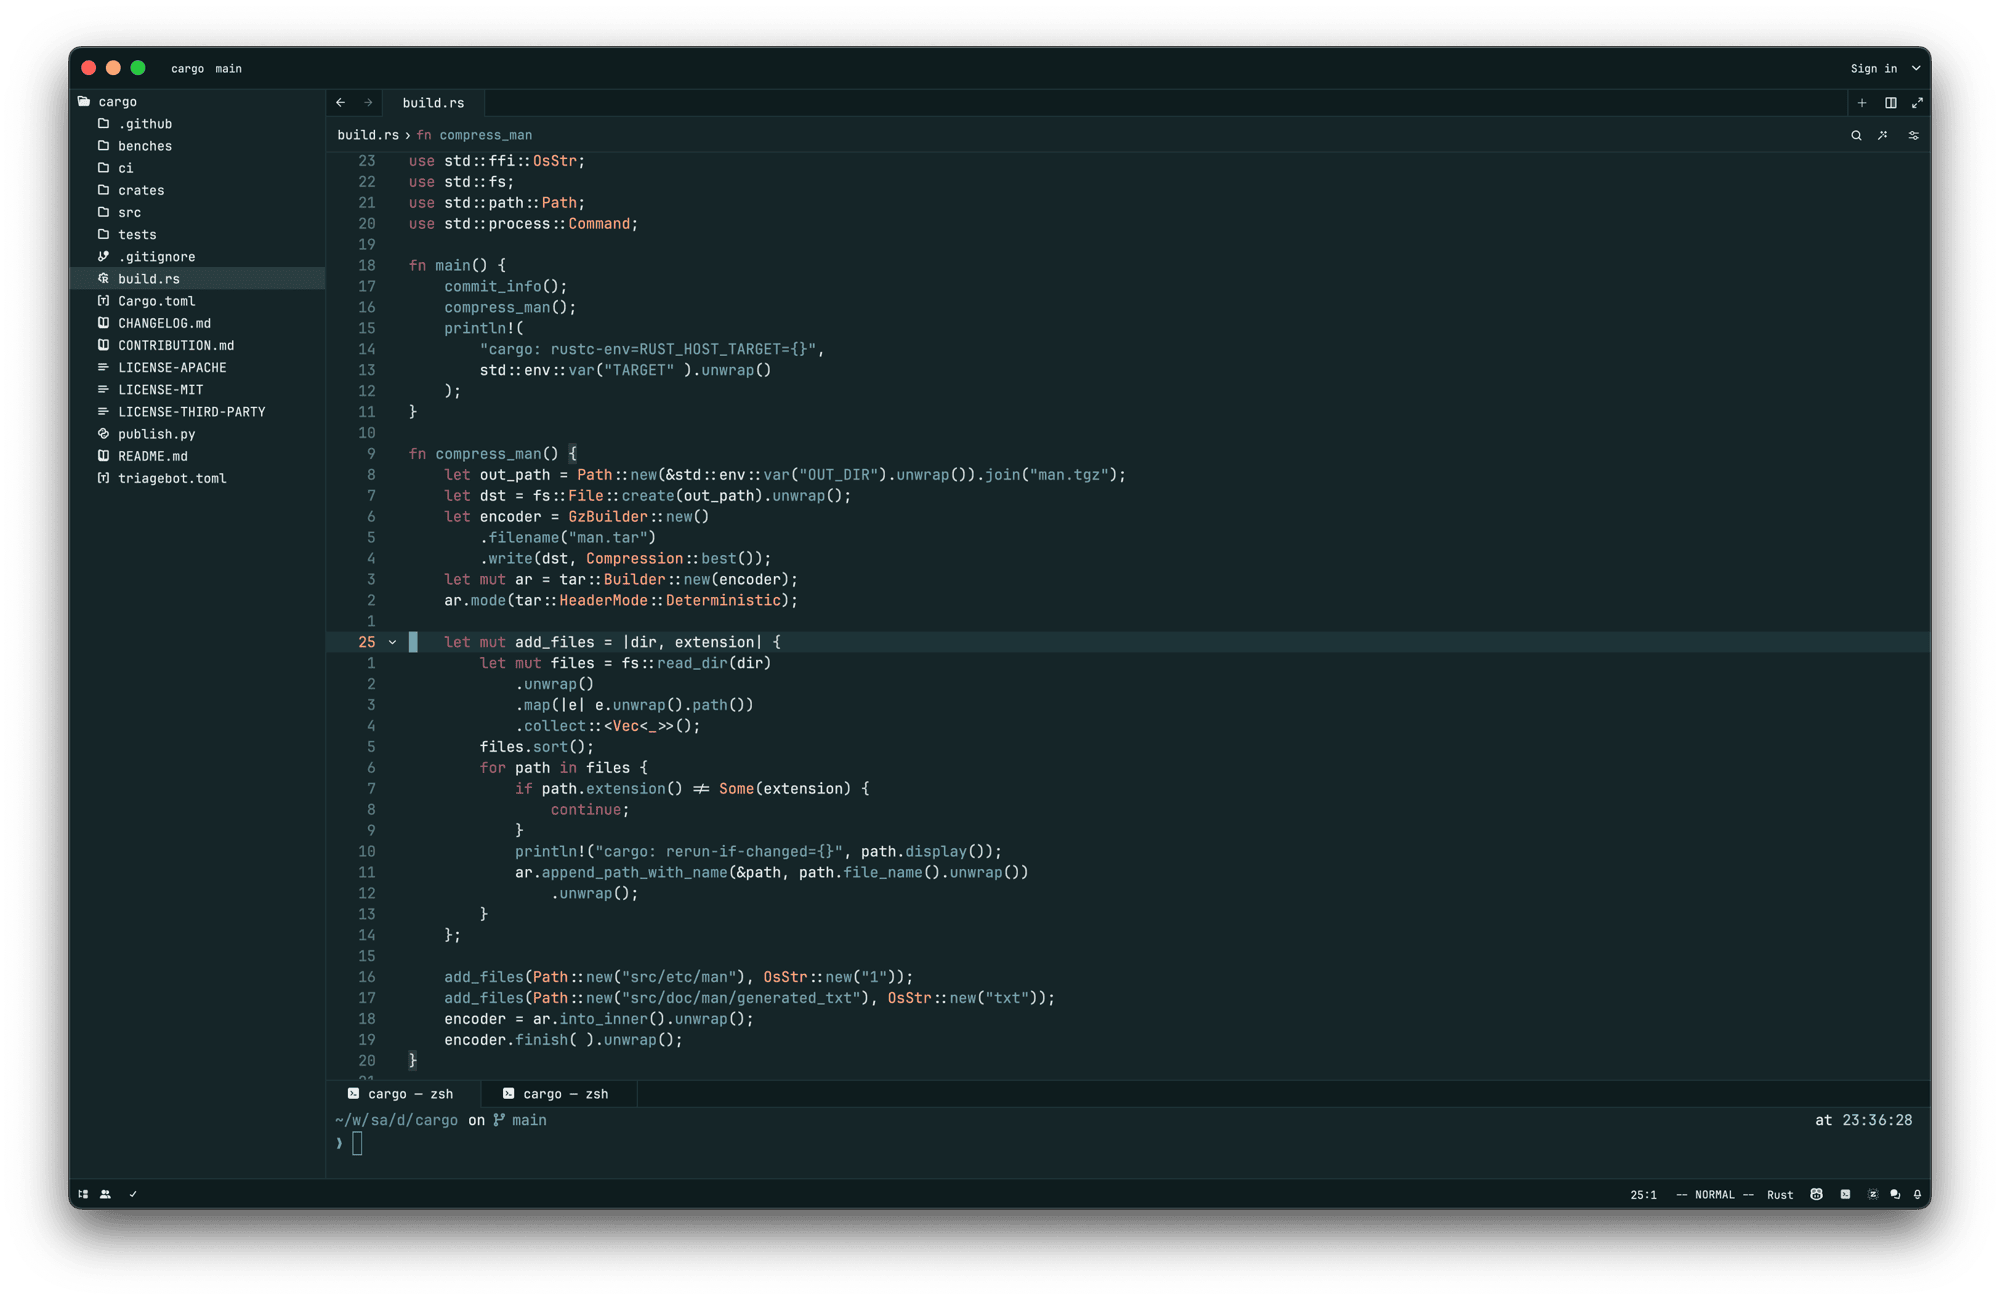 cargo main
Sign in
cargo
.github
benches
ci
crates
src
tests
.gitignore
build.rs
Cargo.toml
CHANGELOG.md
CONTRIBUTION.md
LICENSE-APACHE
LICENSE-MIT
LICENSE-THIRD-PARTY
publish.py
README.md
triagebot.toml
build.rs
build.rs › fn compress_man
23 use std::ffi::OsStr;
22 use std::fs;
21 use std::path::Path;
20 use std::process::Command;
19
18 fn main() {
17     commit_info();
16     compress_man();
15     println!(
14         "cargo: rustc-env=RUST_HOST_TARGET={}",
13         std::env::var("TARGET" ).unwrap()
12     );
11 }
10
9 fn compress_man() {
8     let out_path = Path::new(&std::env::var("OUT_DIR").unwrap()).join("man.tgz");
7     let dst = fs::File::create(out_path).unwrap();
6     let encoder = GzBuilder::new()
5         .filename("man.tar")
4         .write(dst, Compression::best());
3     let mut ar = tar::Builder::new(encoder);
2     ar.mode(tar::HeaderMode::Deterministic);
1
25     let mut add_files = |dir, extension| {
1         let mut files = fs::read_dir(dir)
2             .unwrap()
3             .map(|e| e.unwrap().path())
4             .collect::<Vec<_>>();
5         files.sort();
6         for path in files {
7             if path.extension() != Some(extension) {
8                 continue;
9             }
10             println!("cargo: rerun-if-changed={}", path.display());
11             ar.append_path_with_name(&path, path.file_name().unwrap())
12                 .unwrap();
13         }
14     };
15
16     add_files(Path::new("src/etc/man"), OsStr::new("1"));
17     add_files(Path::new("src/doc/man/generated_txt"), OsStr::new("txt"));
18     encoder = ar.into_inner().unwrap();
19     encoder.finish( ).unwrap();
20 }
21
cargo — zsh
cargo — zsh
~/w/sa/d/cargo on main
at 23:36:28
❯
25:1 -- NORMAL -- Rust